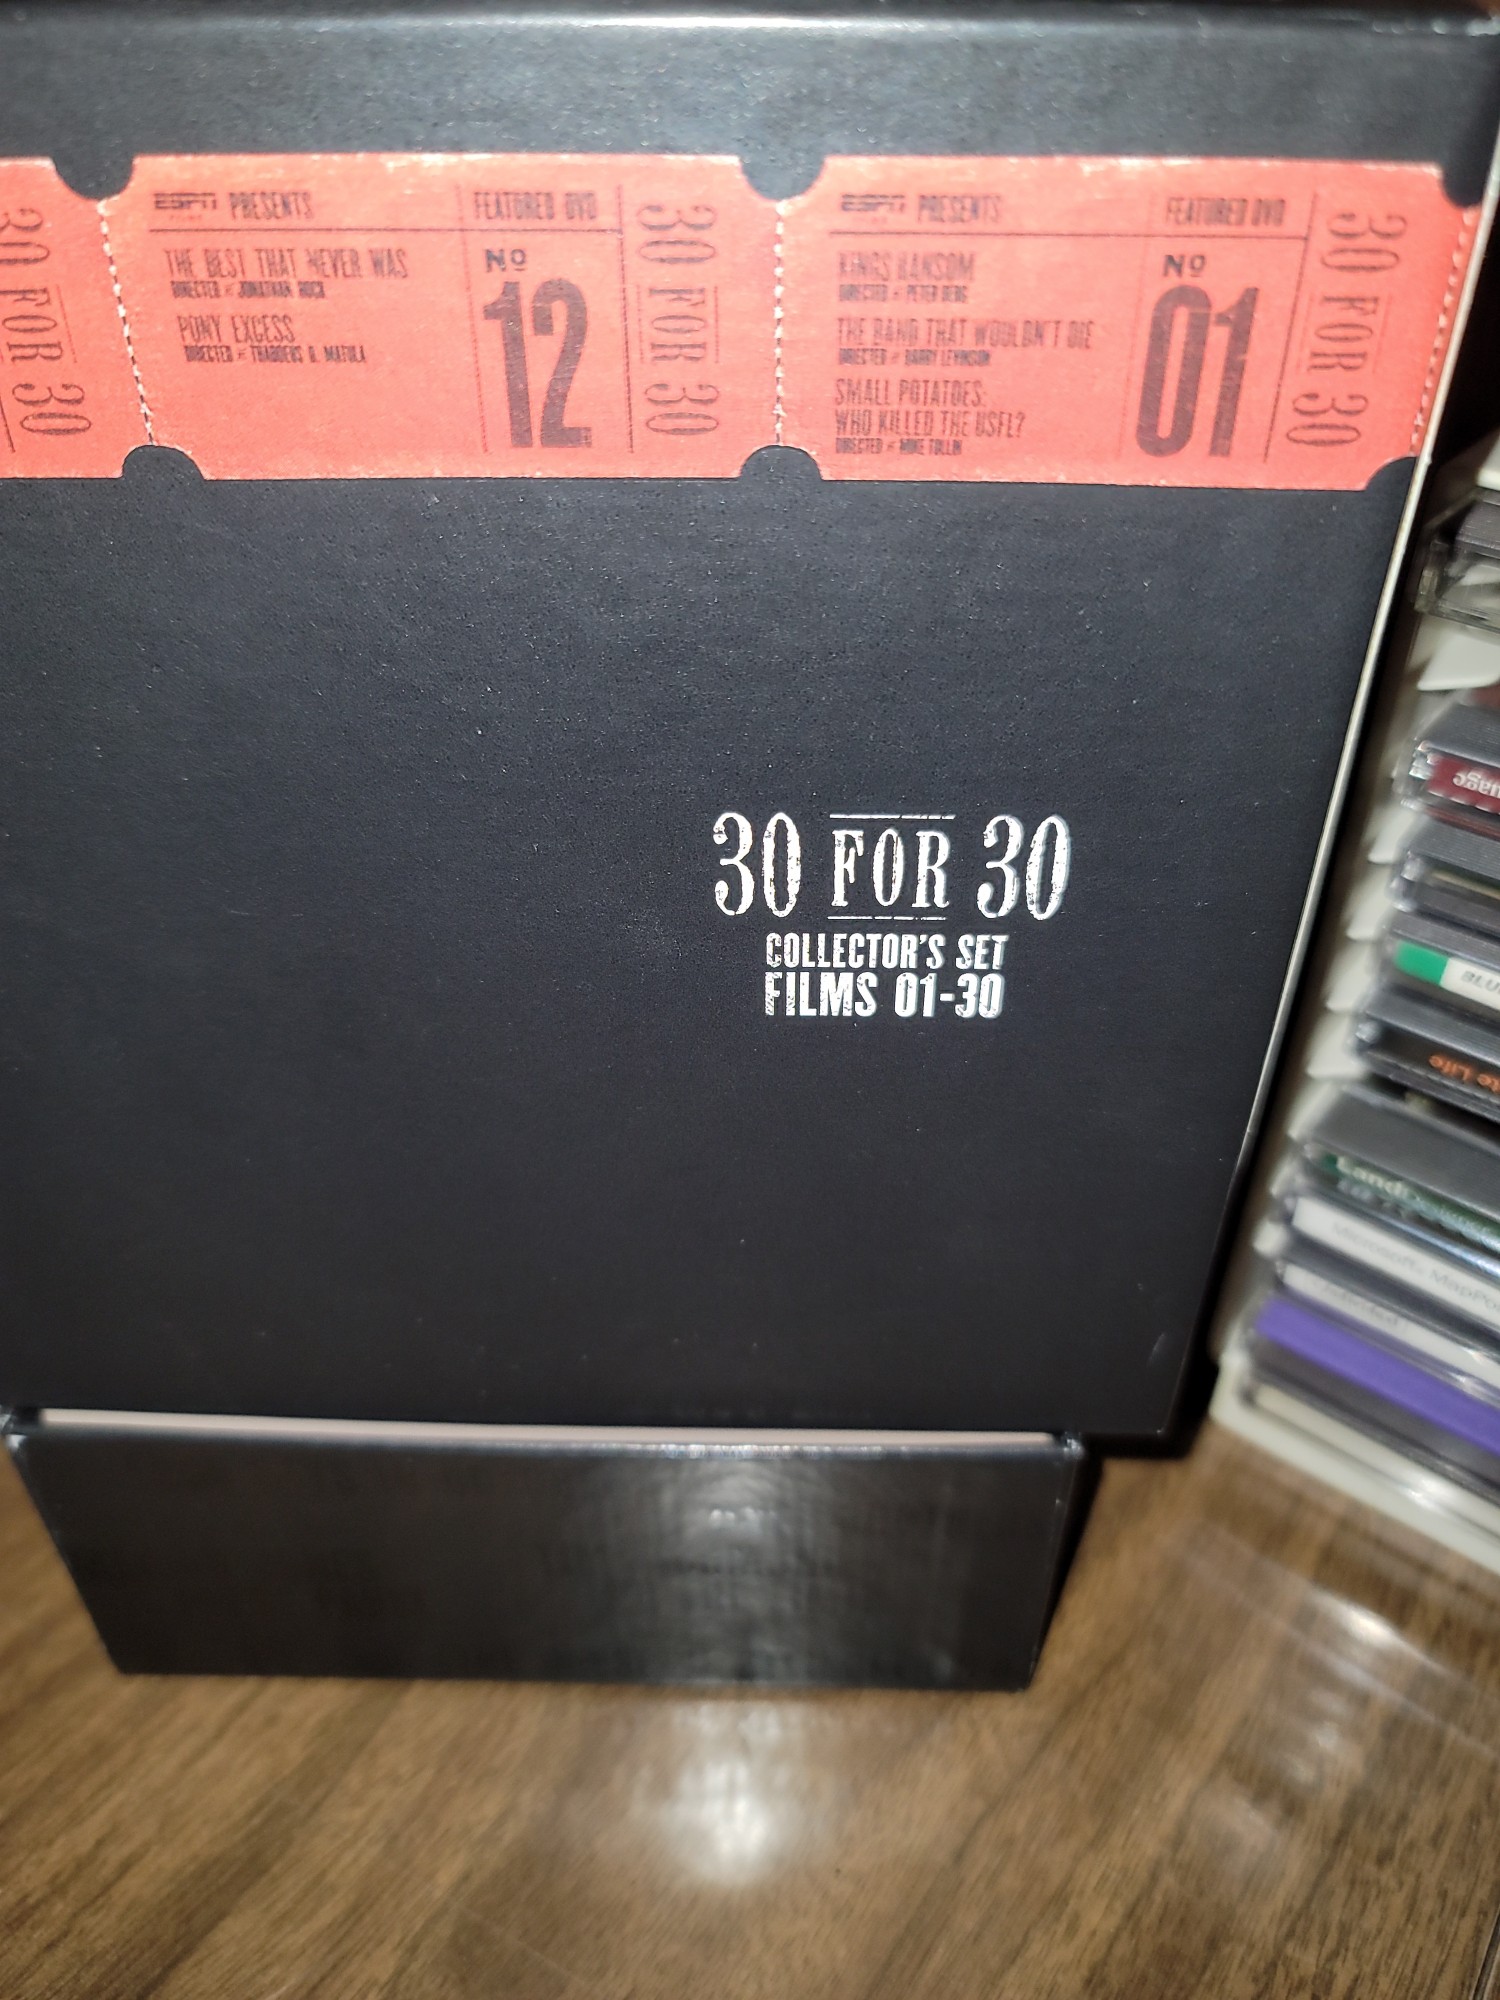 30 FOR 30
ESPN PRESENTS
FEATURED DVD
THE BEST THAT NEVER WAS
DIRECTED BY JONATHAN HOCK
PONY EXCESS
DIRECTED BY THADDEUS D. MATULA
Nº
12
30 FOR 30
ESPN PRESENTS
FEATURED DVD
KINGS RANSOM
DIRECTED BY PETER BERG
THE BAND THAT WOULDN'T DIE
DIRECTED BY BARRY LEVINSON
SMALL POTATOES:
WHO KILLED THE USFL?
DIRECTED BY MIKE TOLLIN
Nº
01
30 FOR 30
30 FOR 30
COLLECTOR'S SET
FILMS 01-30
Life